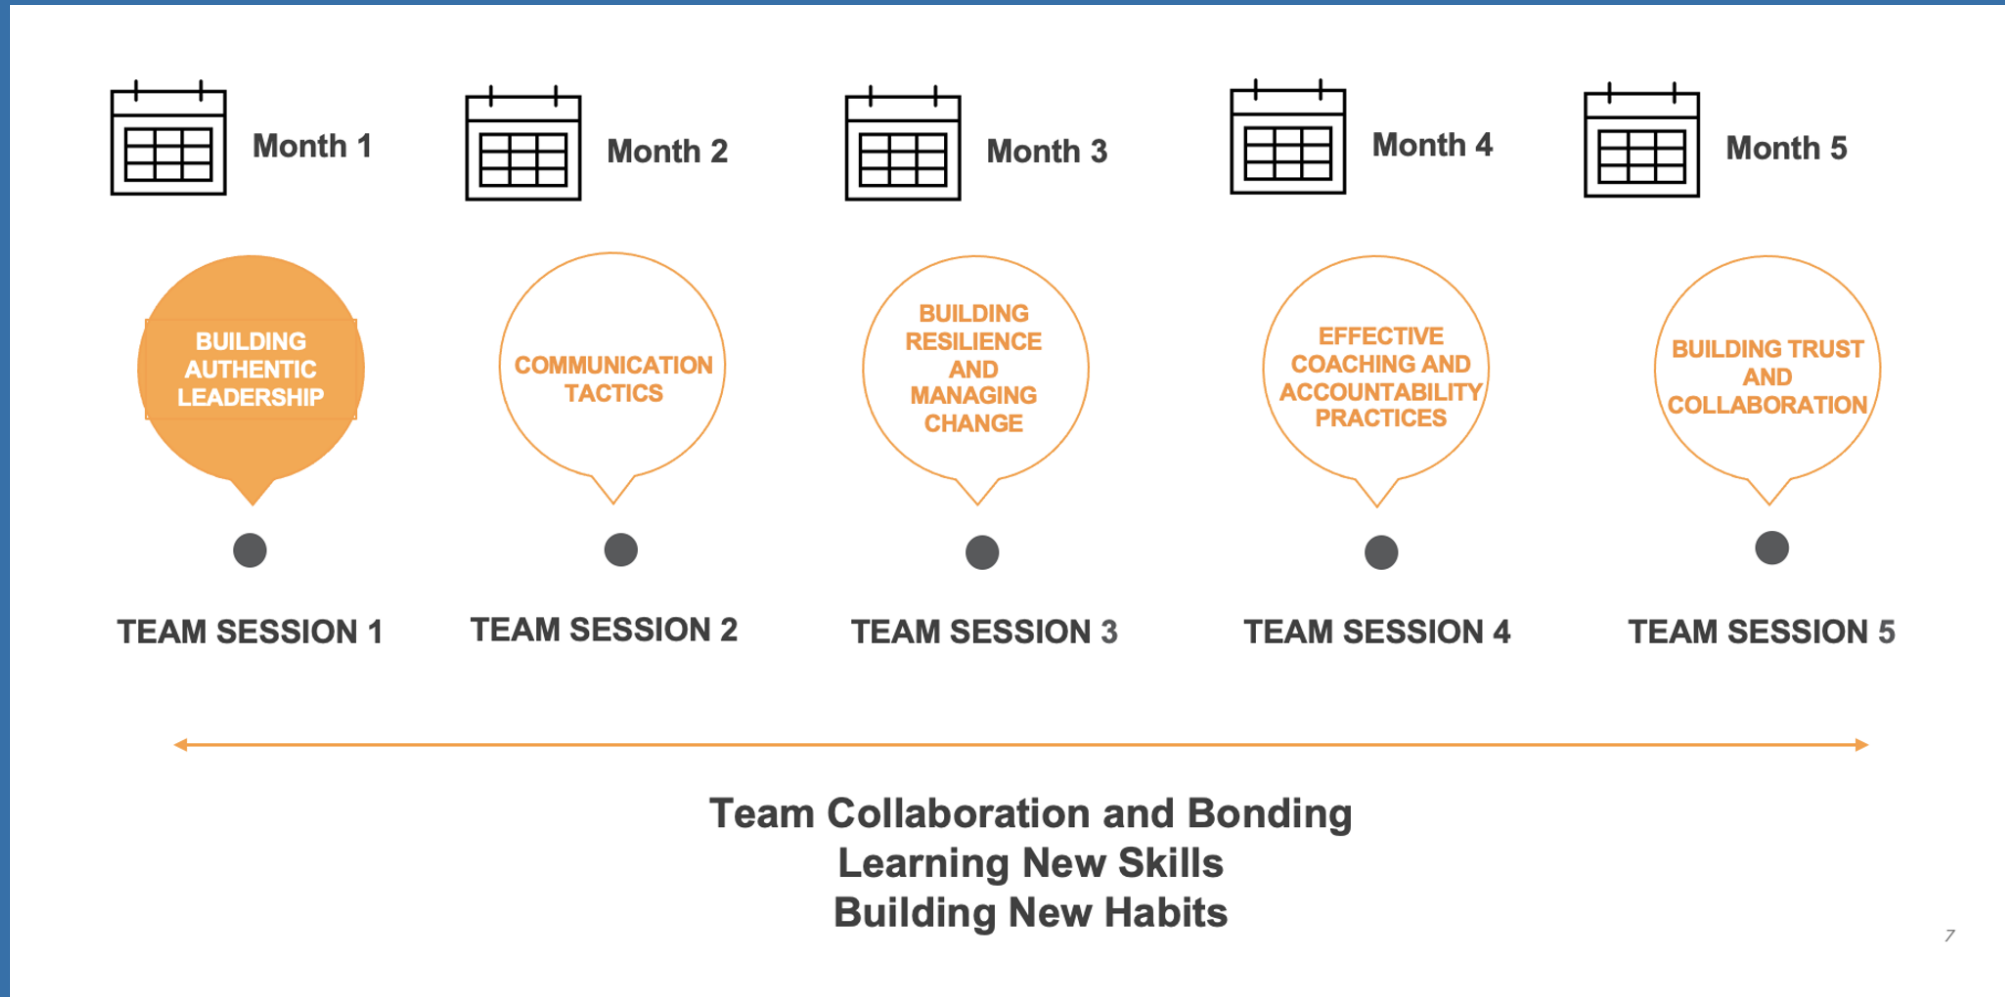 Month 1
Month 2
Month 3
Month 4
Month 5
BUILDING
AUTHENTIC
LEADERSHIP
COMMUNICATION
TACTICS
BUILDING
RESILIENCE
AND
MANAGING
CHANGE
EFFECTIVE
COACHING AND
ACCOUNTABILITY
PRACTICES
BUILDING TRUST
AND
COLLABORATION
TEAM SESSION 1
TEAM SESSION 2
TEAM SESSION 3
TEAM SESSION 4
TEAM SESSION 5
Team Collaboration and Bonding
Learning New Skills
Building New Habits
7